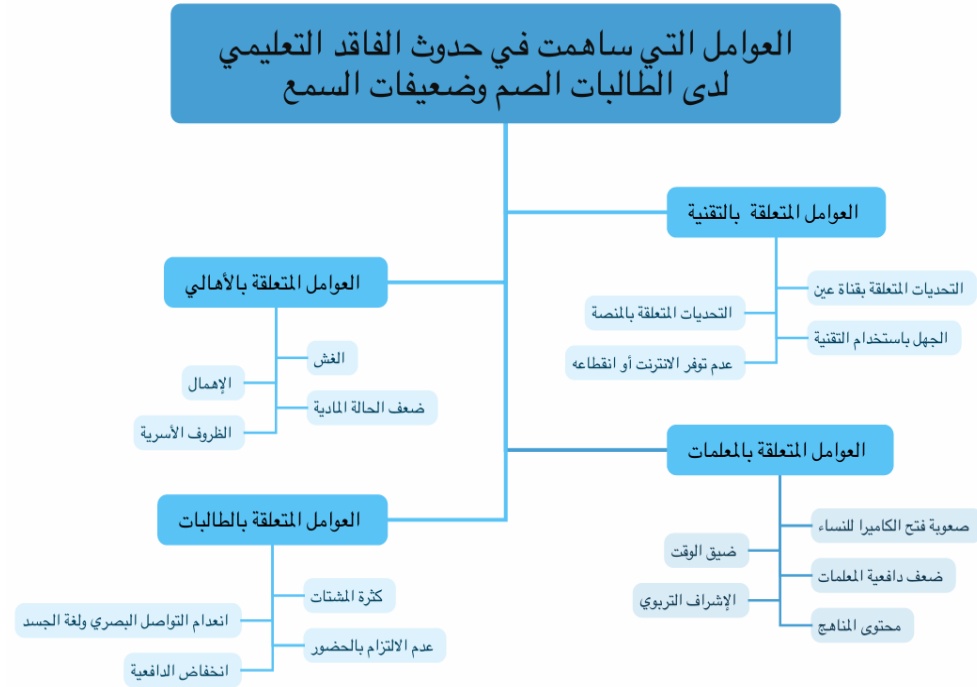 العوامل التي ساهمت في حدوث الفاقد التعليمي
لدى الطالبات الصم وضعيفات السمع
العوامل المتعلقة بالتقنية
التحديات المتعلقة بقناة عين
التحديات المتعلقة بالمنصة
الجهل باستخدام التقنية
عدم توفر الانترنت أو انقطاعه
العوامل المتعلقة بالأهالي
الغش
الإهمال
ضعف الحالة المادية
الظروف الأسرية
العوامل المتعلقة بالمعلمات
صعوبة فتح الكاميرا للنساء
ضيق الوقت
ضعف دافعية المعلمات
الإشراف التربوي
محتوى المناهج
العوامل المتعلقة بالطالبات
كثرة المشتات
انعدام التواصل البصري ولغة الجسد
عدم الالتزام بالحضور
انخفاض الدافعية